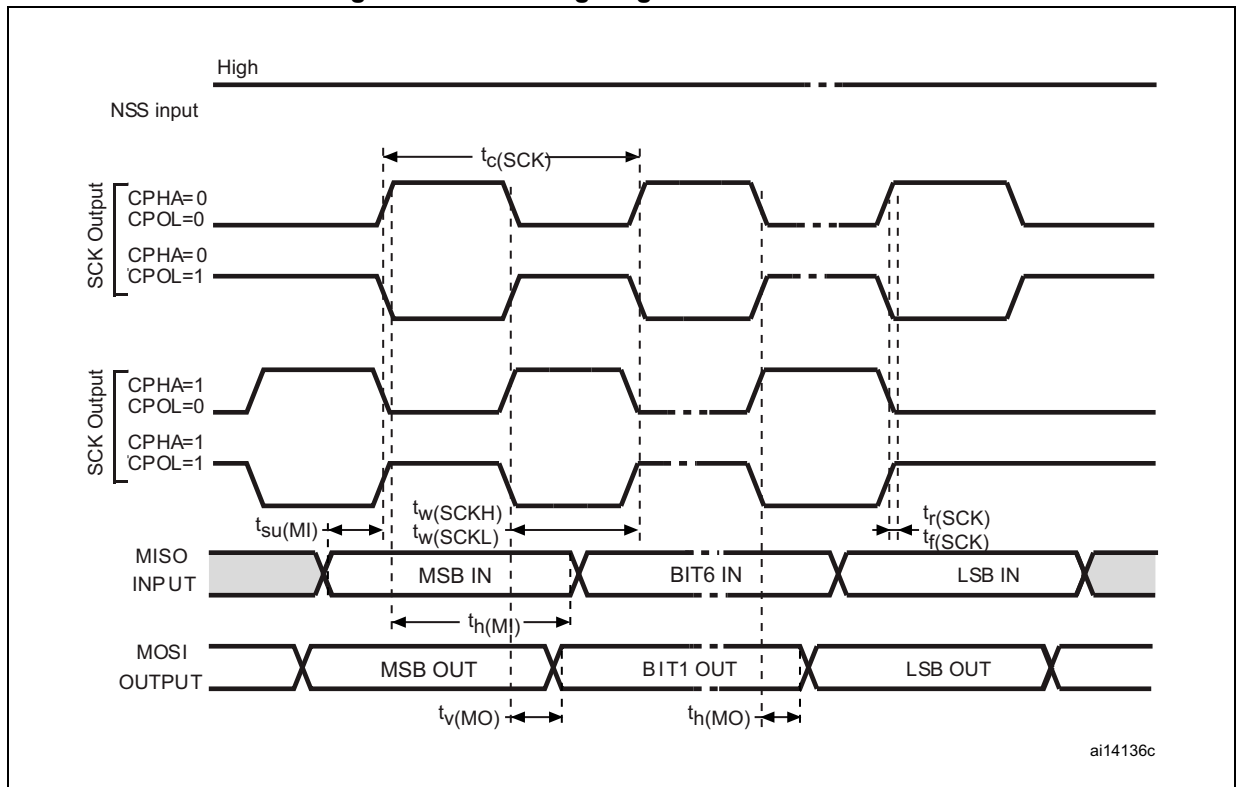 High
NSS input
tc(SCK)
SCK Output
CPHA=0
CPOL=0
CPHA=0
CPOL=1
SCK Output
CPHA=1
CPOL=0
CPHA=1
CPOL=1
tsu(MI)
tw(SCKH)
tw(SCKL)
tr(SCK)
tf(SCK)
MISO
INPUT
MSB IN
BIT6 IN
LSB IN
th(MI)
MOSI
OUTPUT
MSB OUT
BIT1 OUT
LSB OUT
tv(MO)
th(MO)
ai14136c